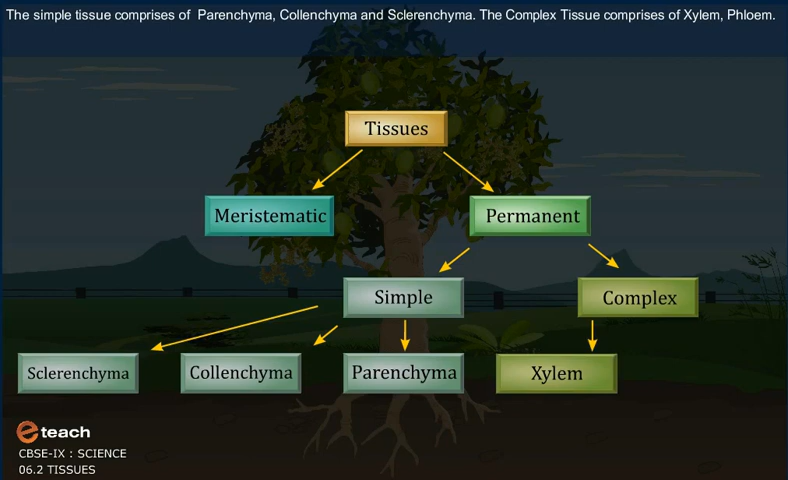 The simple tissue comprises of Parenchyma, Collenchyma and Sclerenchyma. The Complex Tissue comprises of Xylem, Phloem.
Tissues
Meristematic
Permanent
Simple
Complex
Sclerenchyma
Collenchyma
Parenchyma
Xylem
e teach
CBSE-IX : SCIENCE
06.2 TISSUES